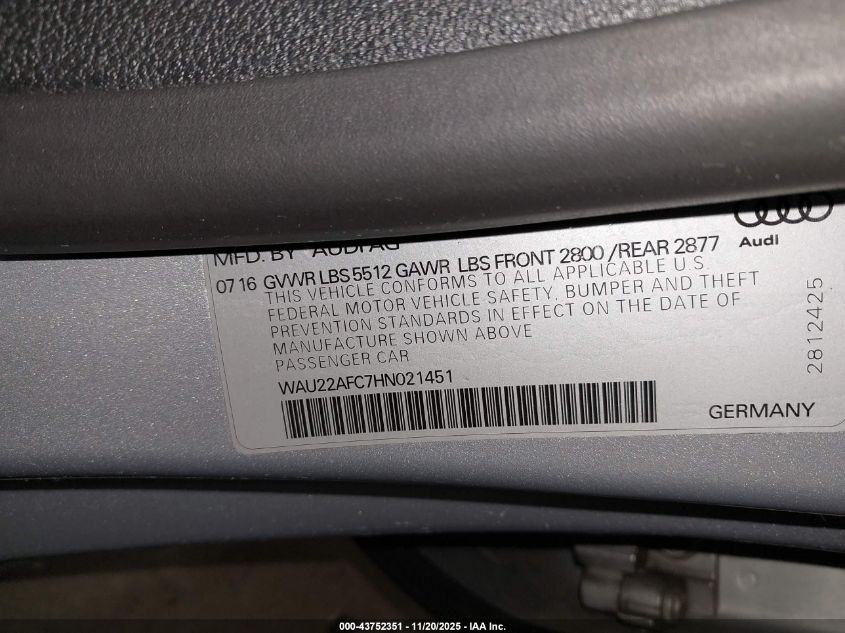 MFD. BY AUDI AG
Audi
07 16 GVWR LBS 5512 GAWR LBS FRONT 2800 / REAR 2877
THIS VEHICLE CONFORMS TO ALL APPLICABLE U.S
FEDERAL MOTOR VEHICLE SAFETY, BUMPER AND THEFT
PREVENTION STANDARDS IN EFFECT ON THE DATE OF
MANUFACTURE SHOWN ABOVE
PASSENGER CAR
WAU22AFC7HN021451
GERMANY
2812425
000-43752351 - 11/20/2025 - IAA Inc.